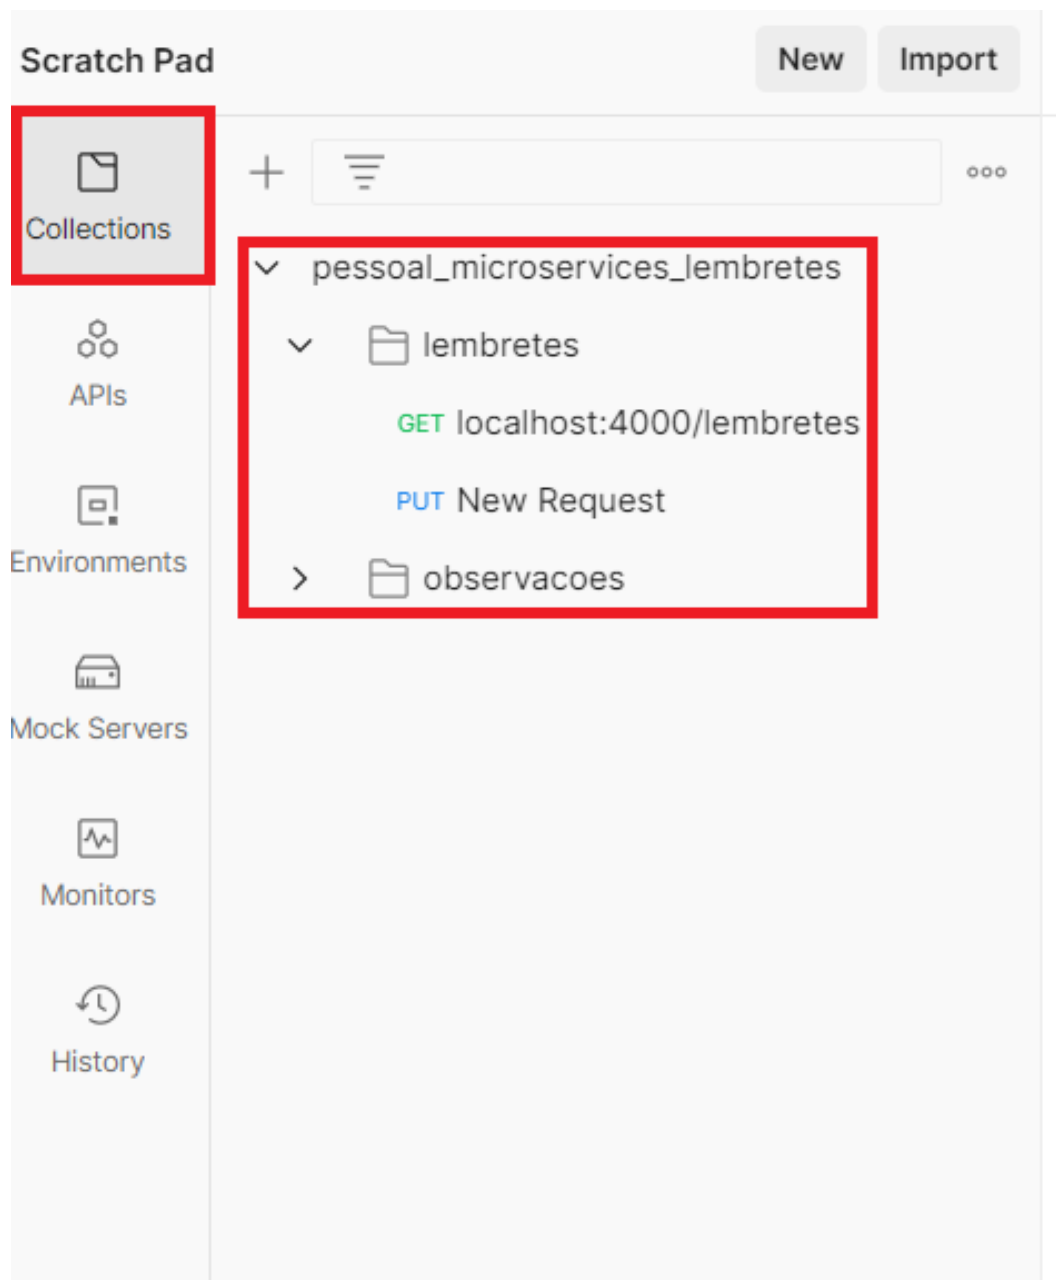 Scratch Pad
New
Import
Collections
APIs
Environments
Mock Servers
Monitors
History
pessoal_microservices_lembretes
lembretes
GET localhost:4000/lembretes
PUT New Request
observacoes